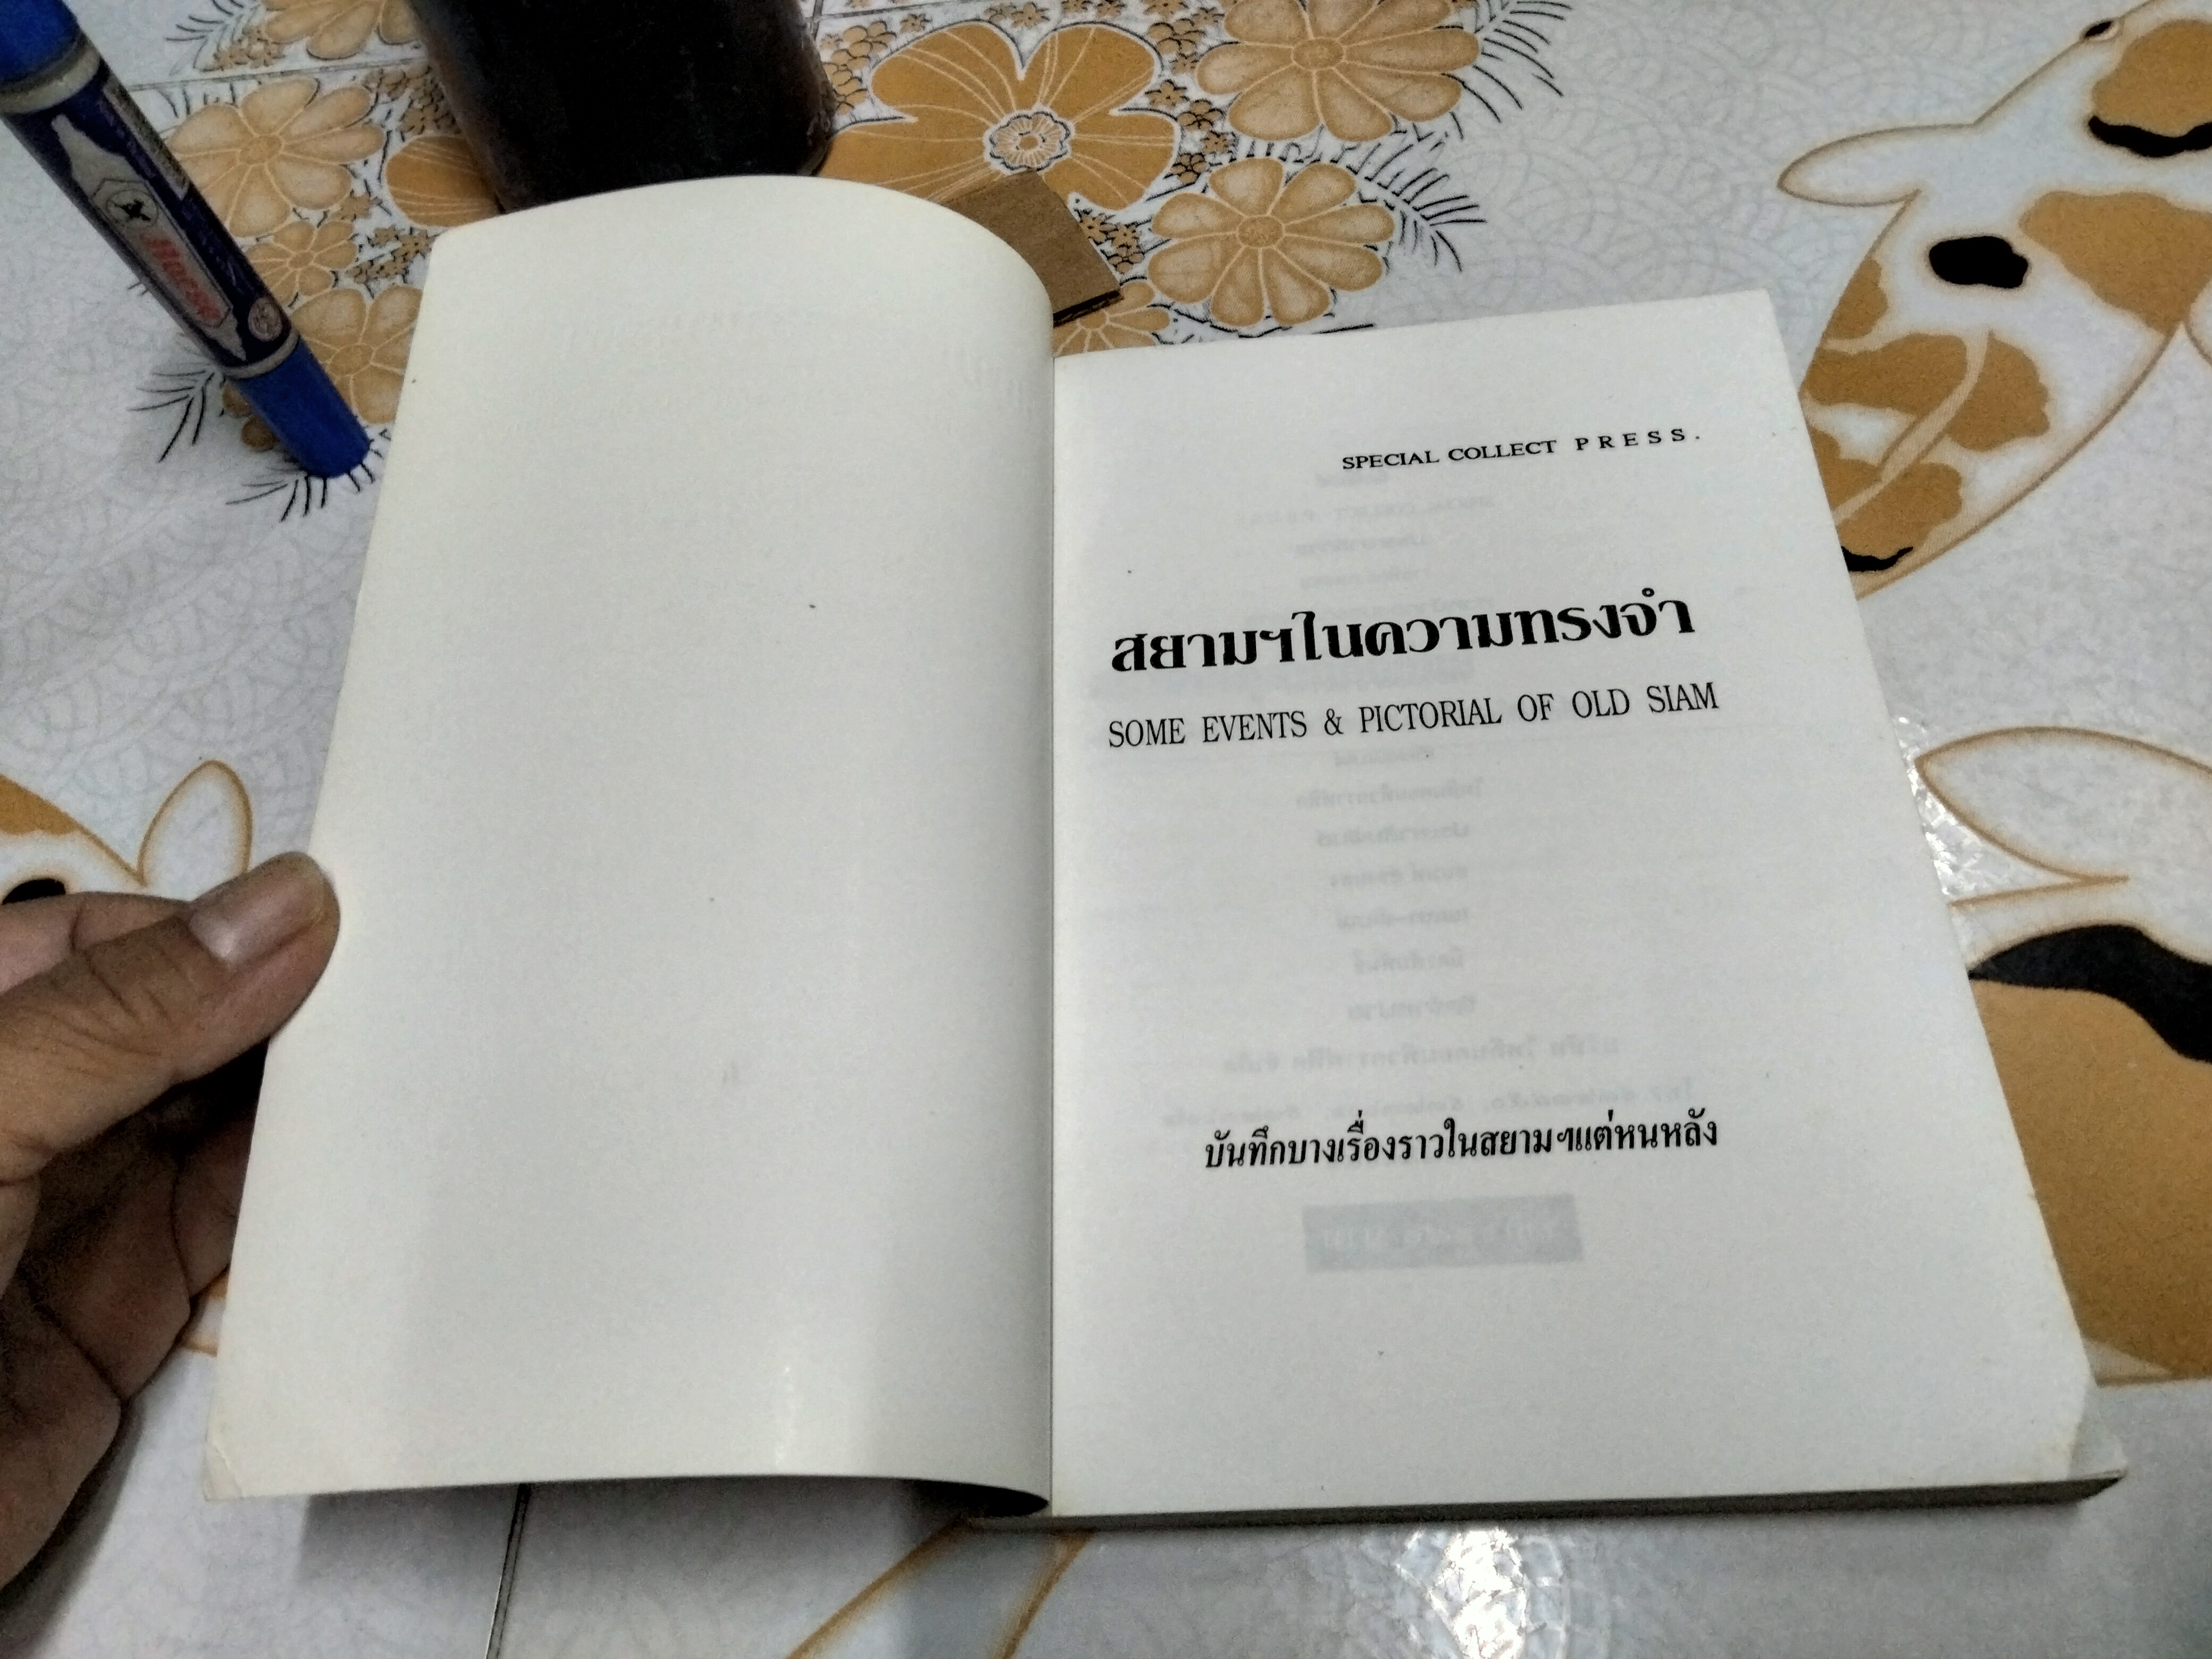 Horse
SPECIAL COLLECT PRESS.
สยามฯในความทรงจำ
SOME EVENTS & PICTORIAL OF OLD SIAM
บันทึกบางเรื่องราวในสยามฯแต่หนหลัง